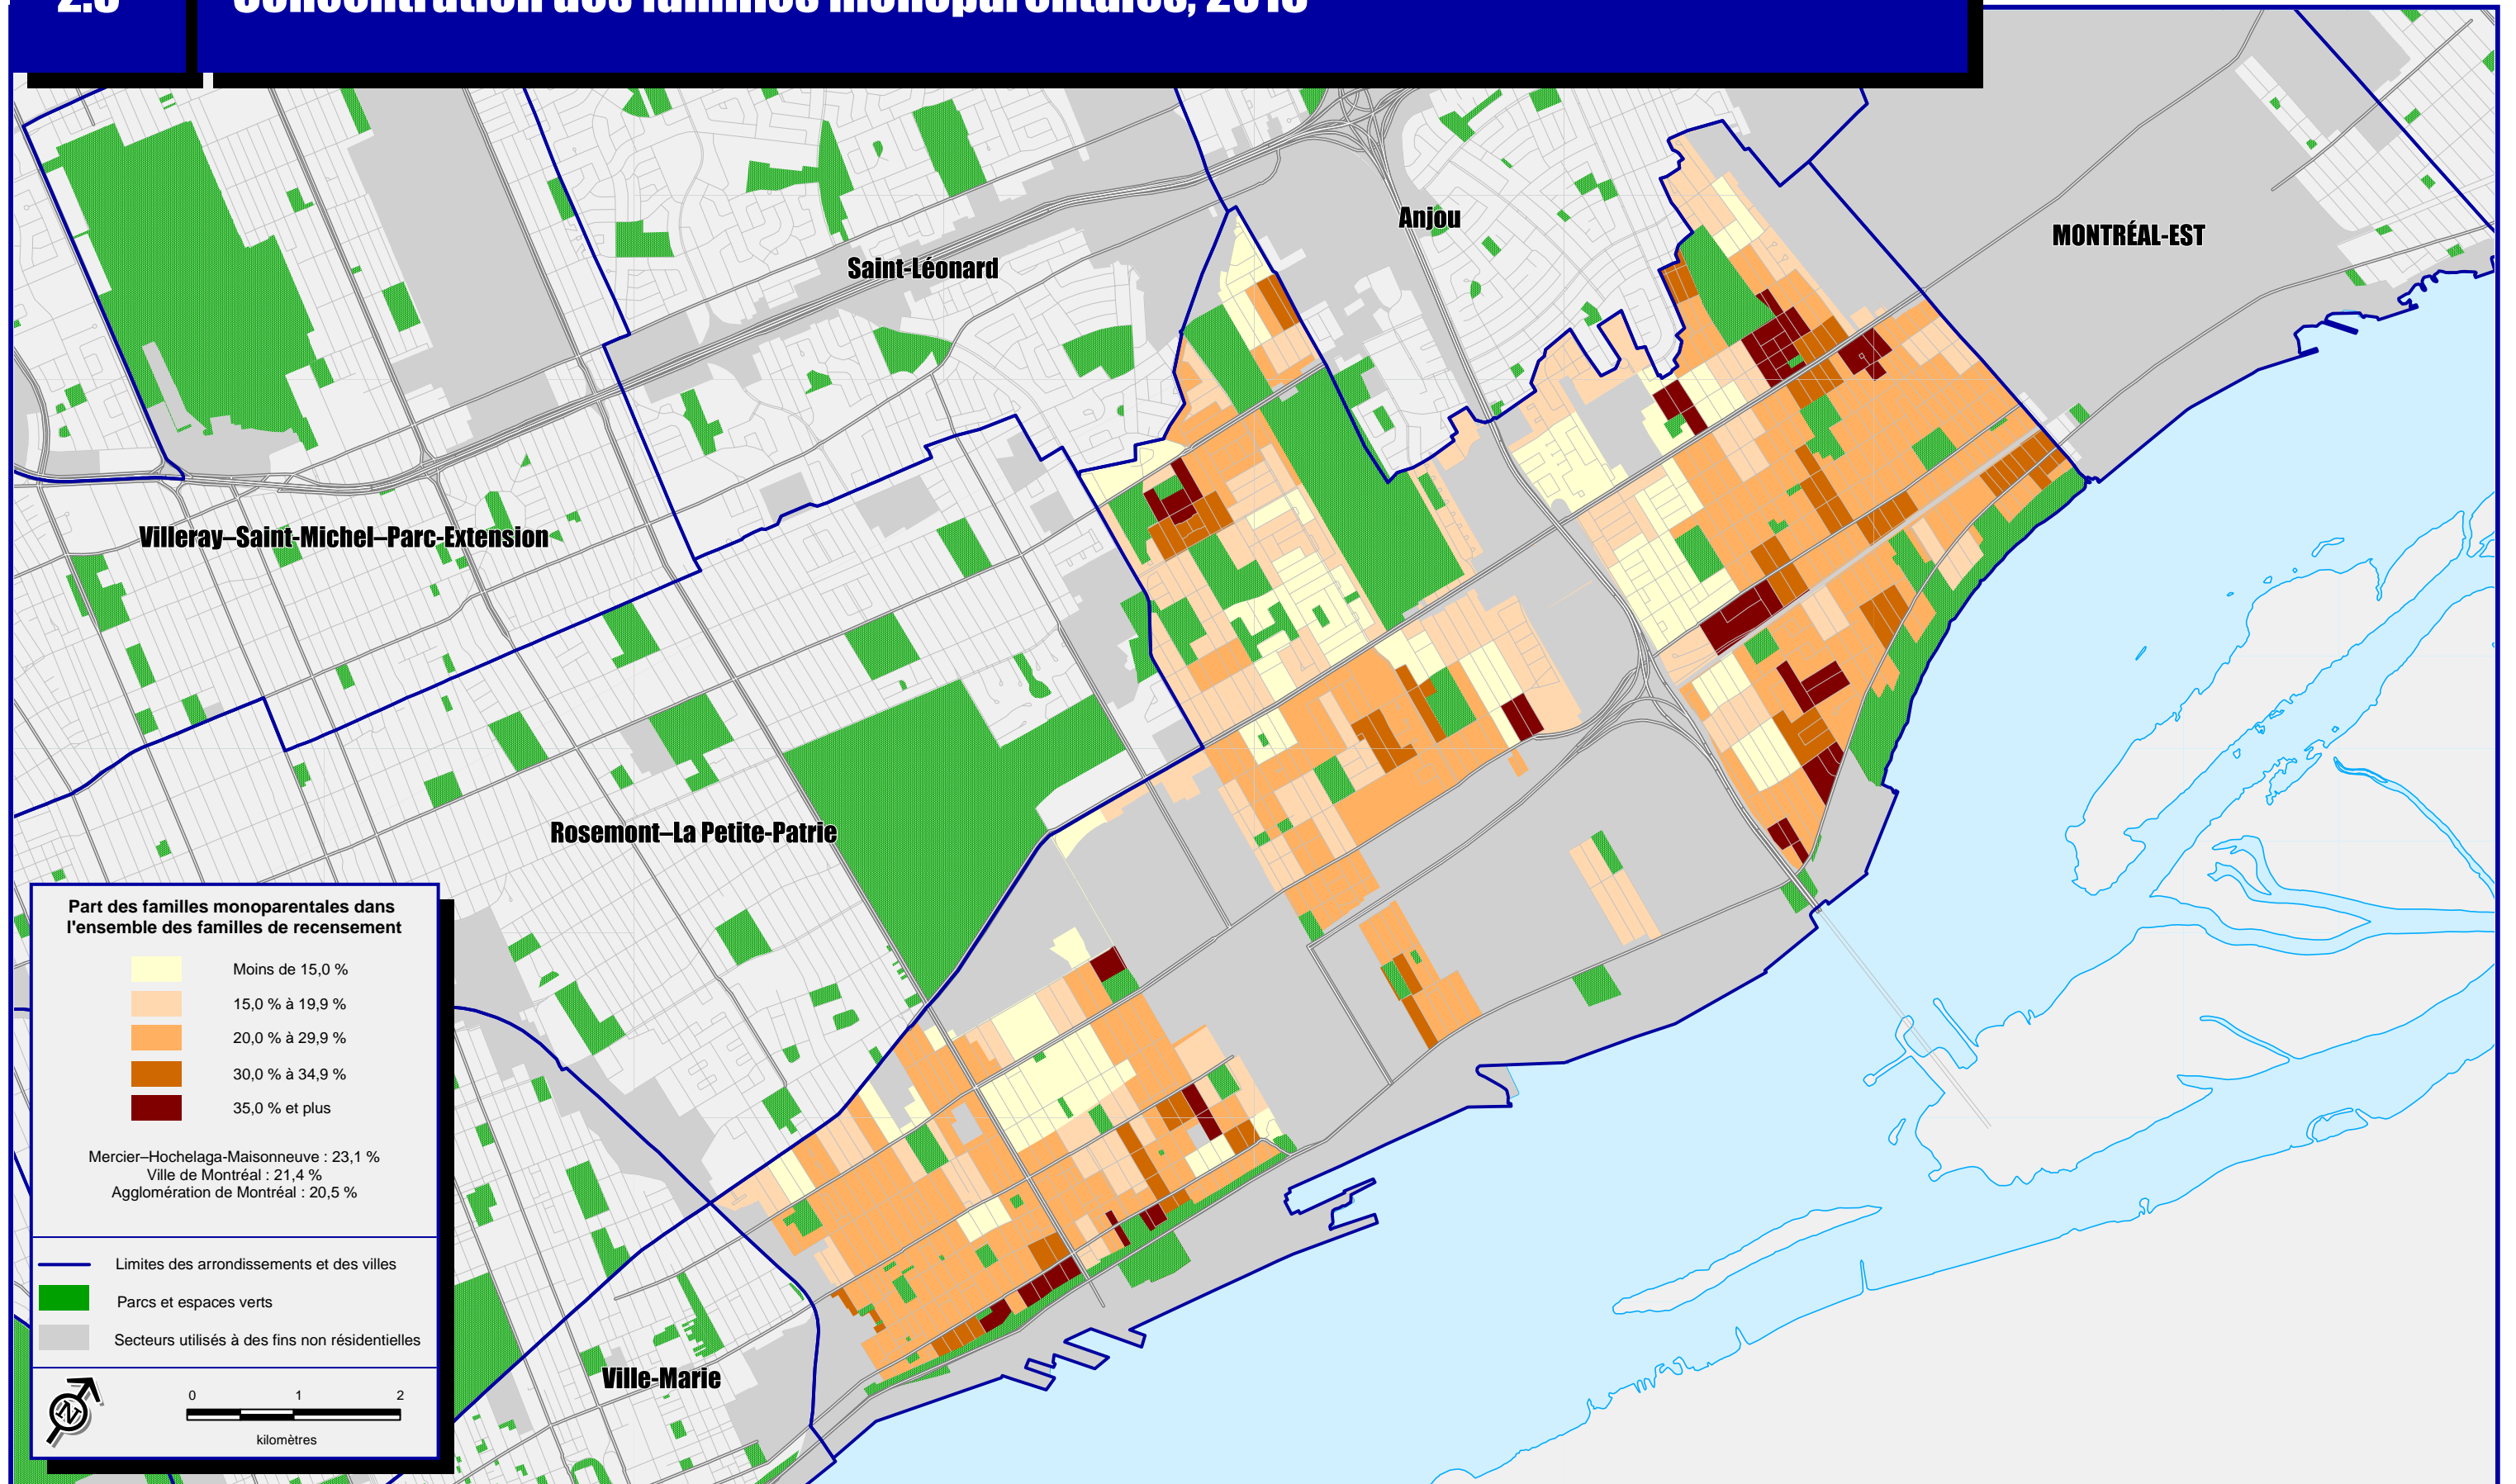 Concentration des familles monoparentales,
Anjou
MONTRÉAL-EST
Saint-Léonard
Villeray–Saint-Michel–Parc-Extension
Rosemont–La Petite-Patrie
Ville-Marie
Part des familles monoparentales dans
l'ensemble des familles de recensement
Moins de 15,0 %
15,0 % à 19,9 %
20,0 % à 29,9 %
30,0 % à 34,9 %
35,0 % et plus
Mercier–Hochelaga-Maisonneuve : 23,1 %
Ville de Montréal : 21,4 %
Agglomération de Montréal : 20,5 %
Limites des arrondissements et des villes
Parcs et espaces verts
Secteurs utilisés à des fins non résidentielles
N
0 1 2
kilomètres